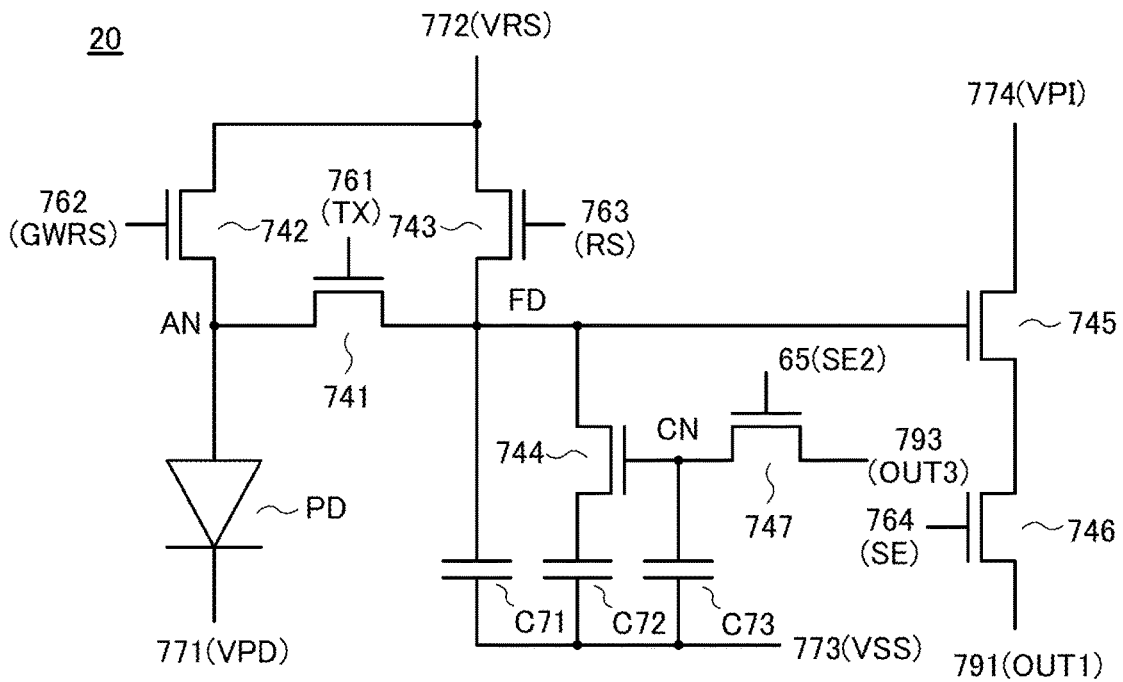 20
772(VRS)
774(VPI)
762
(GWRS)
742
761
(TX)
743
763
(RS)
AN
FD
745
741
65(SE2)
CN
744
793
(OUT3)
747
PD
764
(SE)
746
C71
C72
C73
771(VPD)
773(VSS)
791(OUT1)